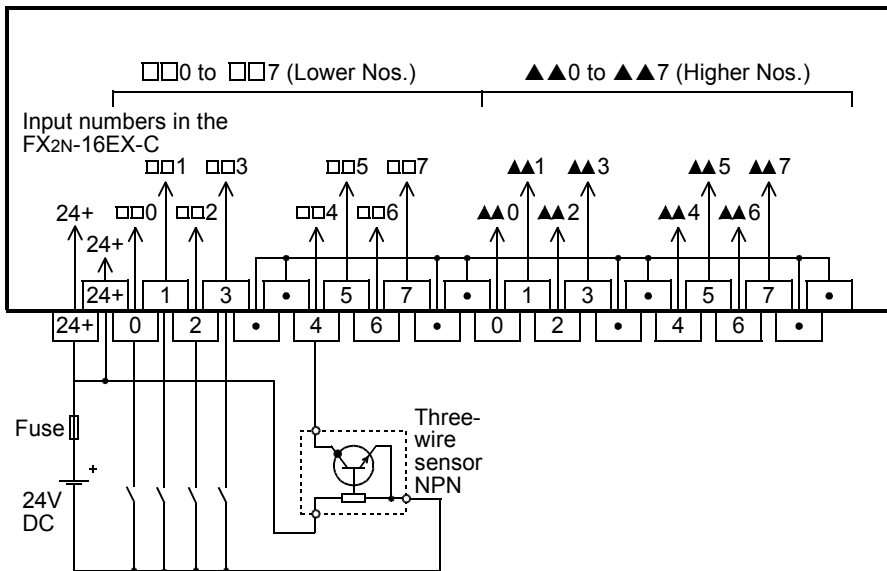 □□0 to □□7 (Lower Nos.) ▲▲0 to ▲▲7 (Higher Nos.)
Input numbers in the
FX2N-16EX-C
□□1 □□3 □□5 □□7 ▲▲1 ▲▲3 ▲▲5 ▲▲7
24+ □□0 □□2 □□4 □□6 ▲▲0 ▲▲2 ▲▲4 ▲▲6
24+
24+ 1 3 • 5 7 • 1 3 • 5 7 •
24+ 0 2 • 4 6 • 0 2 • 4 6 •
Fuse
+
24V
DC
Three-
wire
sensor
NPN